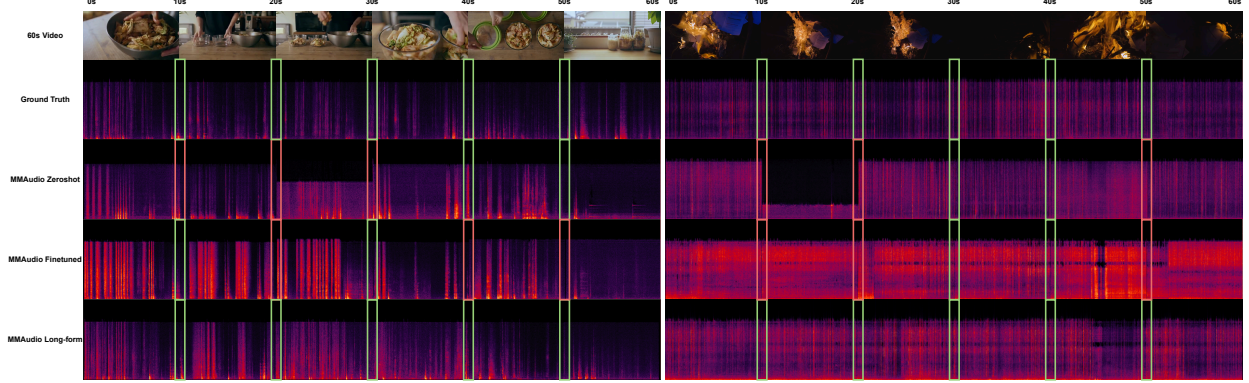 0s 10s 20s 30s 40s 50s 60s 0s 10s 20s 30s 40s 50s 60s
60s Video
Ground Truth
MMAudio Zeroshot
MMAudio Finetuned
MMAudio Long-form